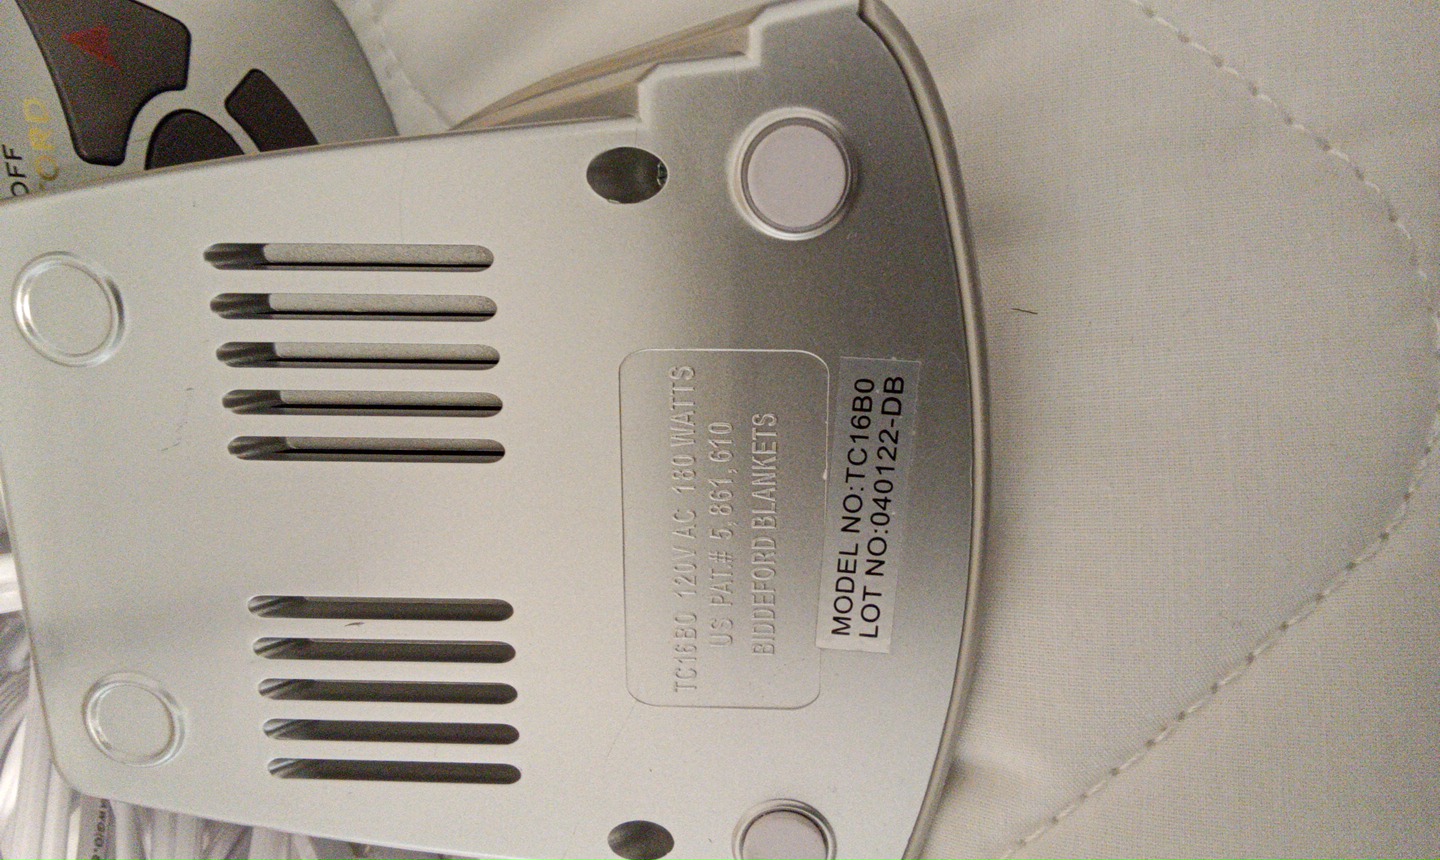 TC16B0 120V AC 180 WATTS
US PAT.# 5,861,610
BIDDEFORD BLANKETS
MODEL NO:TC16B0
LOT NO:040122-DB
OFF